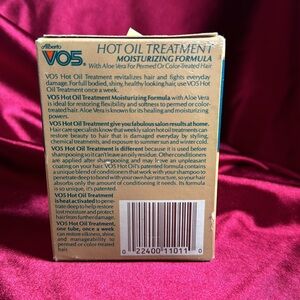 Alberto
VO5® HOT OIL TREATMENT
MOISTURIZING FORMULA
With Aloe Vera For Permed Or Color-Treated Hair
VO5 Hot Oil Treatment revitalizes hair and fights everyday
damage. For full bodied, shiny, healthy looking hair, use VO5 Hot
Oil Treatment once a week.
VO5 Hot Oil Treatment Moisturizing Formula with Aloe Vera
is ideal for restoring flexibility and softness to permed or color-
treated hair. Aloe Vera is known for its healing and moisturizing
powers.
VO5 Hot Oil Treatment give you fabulous salon results at home.
Hair care specialists know that weekly salon hot oil treatments can
restore beauty to hair that is damaged everyday by styling,
chemical treatments, and exposure to summer sun and winter cold.
VO5 Hot Oil Treatment is different because it is used before
shampooing so it can't leave an oily residue. Other conditioners
are applied after shampooing and may leave an unpleasant
coating on your hair. VO5's patented Hot Oil Treatment contains
a unique blend of conditioners that work with your shampoo to
penetrate deep to bond with your own hair structure, so your hair
absorbs only the amount of conditioning it needs. Its formula
is so unique, it's patented.
VO5 Hot Oil Treatment
is heat activated to pene-
trate deep to help restore
lost moisture and protect
hair from further damage.
VO5 Hot Oil Treatment,
one tube, once a week
can restore silkiness, shine,
and manageability to
permed or color-treated
hair.
0 22400 11011 0